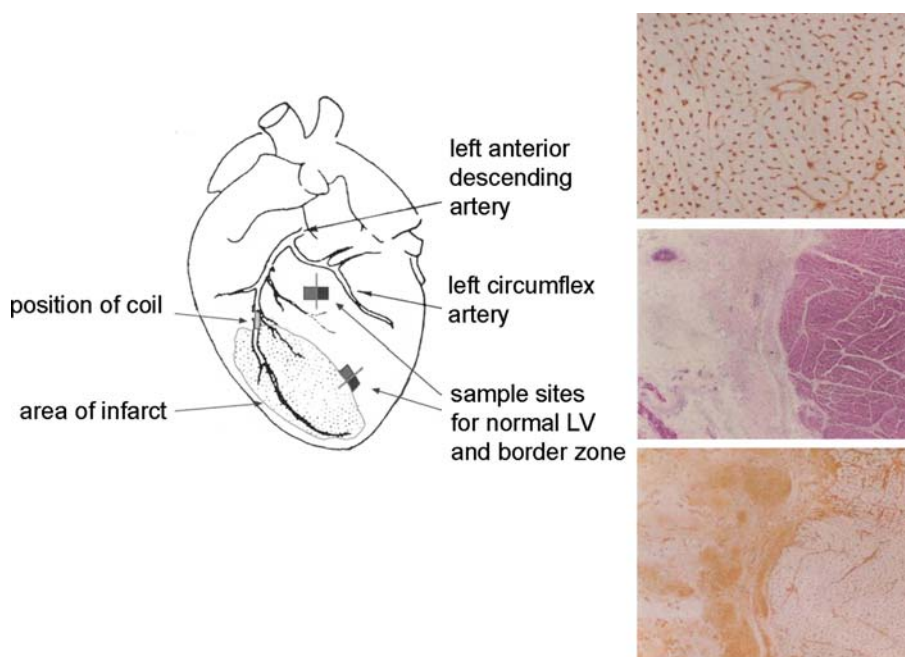 left anterior
descending
artery
position of coil
left circumflex
artery
area of infarct
sample sites
for normal LV
and border zone